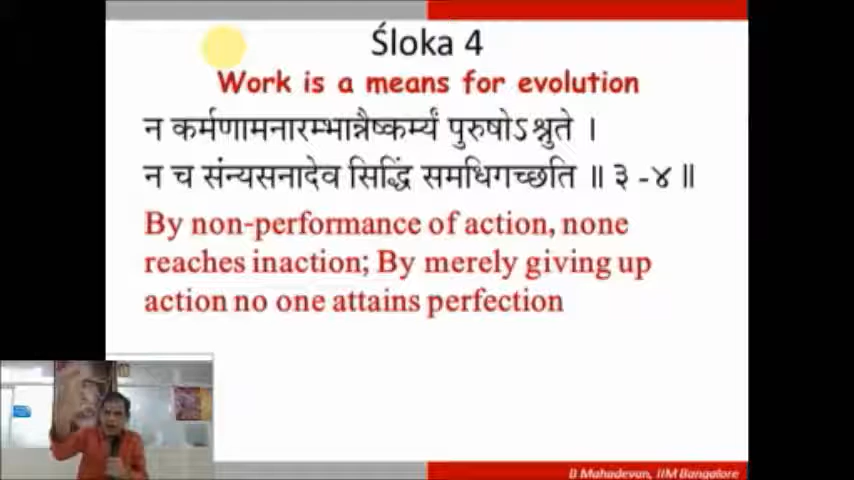 Śloka 4
Work is a means for evolution
न कर्मणामनारम्भान्नैष्कर्म्यं पुरुषोऽश्नुते ।
न च संन्यसनादेव सिद्धिं समधिगच्छति ॥ ३ -४ ॥
By non-performance of action, none
reaches inaction; By merely giving up
action no one attains perfection
B Mahadevan, IIM Bangalore